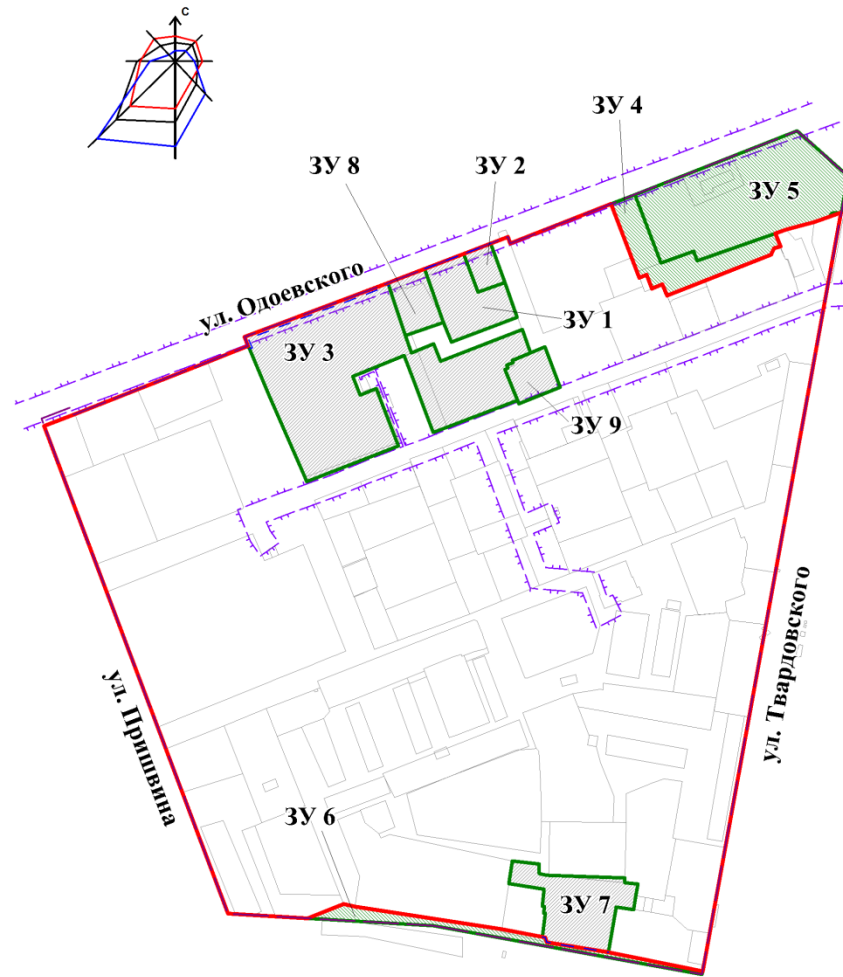 С
ЗУ 4
ЗУ 8
ЗУ 2
ЗУ 5
ул. Одоевского
ЗУ 1
ЗУ 3
ЗУ 9
ул. Твардовского
ул. Пришвина
ЗУ 6
ЗУ 7